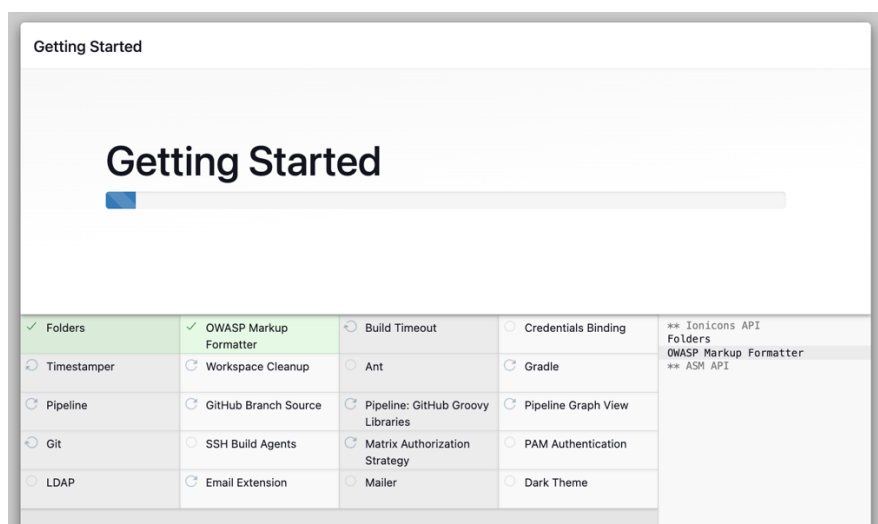 Getting Started
Getting Started
Folders
OWASP Markup
Formatter
Build Timeout
Credentials Binding
Timestamper
Workspace Cleanup
Ant
Gradle
Pipeline
GitHub Branch Source
Pipeline: GitHub Groovy
Libraries
Pipeline Graph View
Git
SSH Build Agents
Matrix Authorization
Strategy
PAM Authentication
LDAP
Email Extension
Mailer
Dark Theme
** Ionicons API
Folders
OWASP Markup Formatter
** ASM API